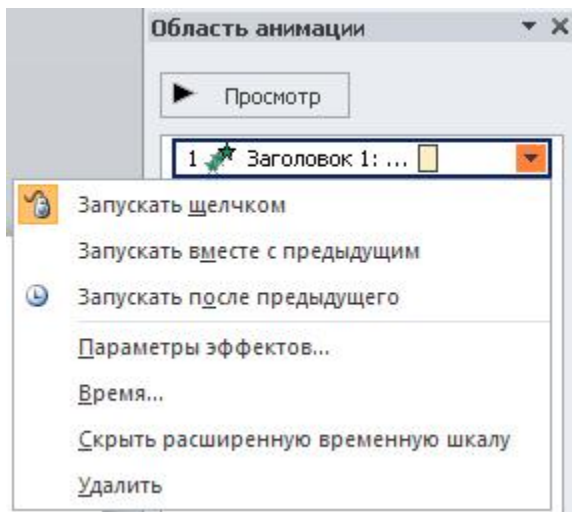 Область анимации
Просмотр
1 Заголовок 1: ...
Запускать щелчком
Запускать вместе с предыдущим
Запускать после предыдущего
Параметры эффектов...
Время...
Скрыть расширенную временную шкалу
Удалить